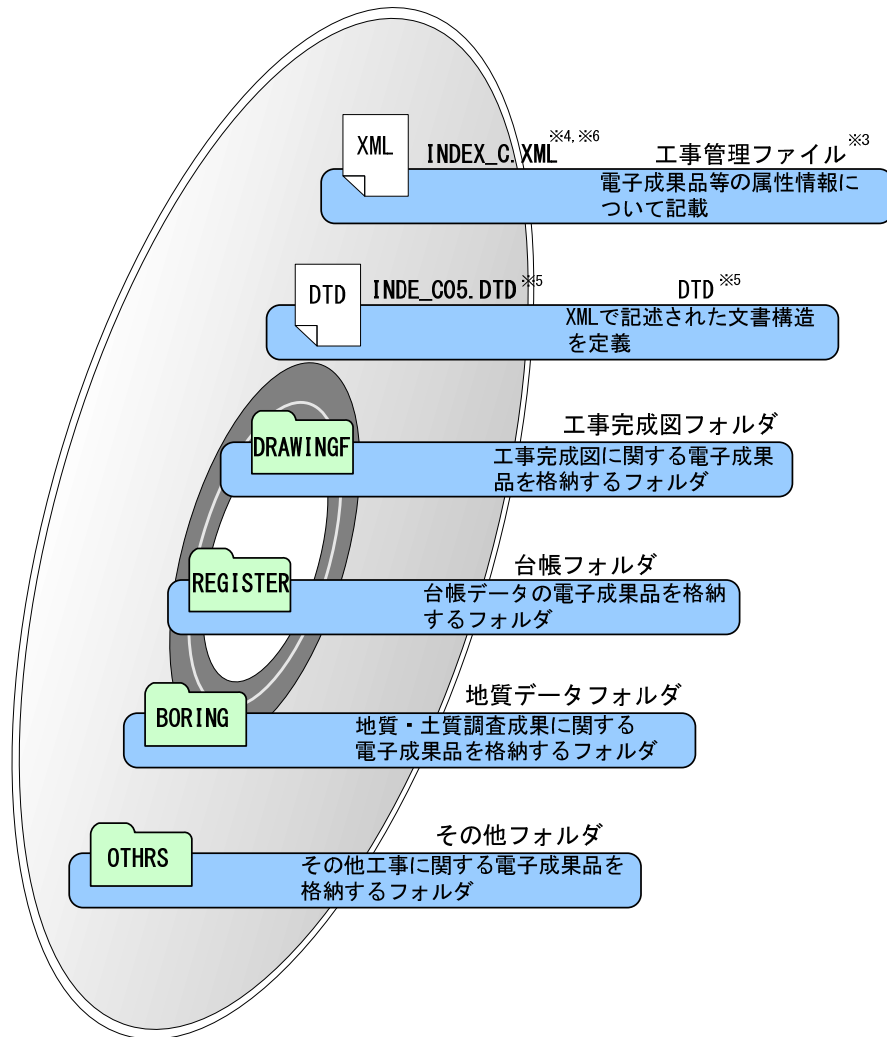 XML
INDEX_C.XML※4,※6 工事管理ファイル※3
電子成果品等の属性情報に
ついて記載
DTD
INDE_C05.DTD※5 DTD※5
XMLで記述された文書構造
を定義
工事完成図フォルダ
DRAWINGF
工事完成図に関する電子成果
品を格納するフォルダ
台帳フォルダ
REGISTER
台帳データの電子成果品を格納
するフォルダ
地質データフォルダ
BORING
地質・土質調査成果に関する
電子成果品を格納するフォルダ
その他フォルダ
OTHRS
その他工事に関する電子成果品を
格納するフォルダ